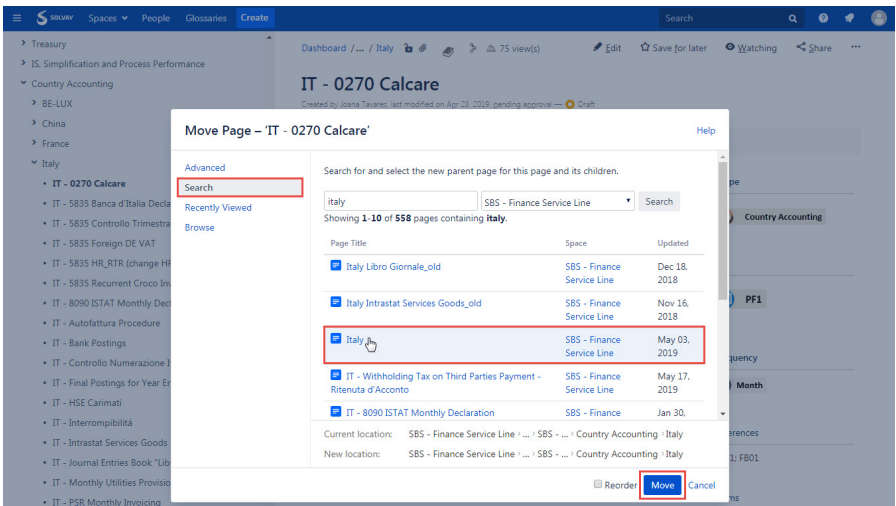 SOLVAY Spaces People Glossaries Create Search
Treasury
IS, Simplification and Process Performance
Country Accounting
BE-LUX
China
France
Italy
IT - 0270 Calcare
IT - 5835 Banca d'Italia Decla
IT - 5835 Controllo Trimestra
IT - 5835 Foreign DE VAT
IT - 5835 HR_RTR (change HR
IT - 5835 Recurrent Croco Inv
IT - 8090 ISTAT Monthly Decl
IT - Autofattura Procedure
IT - Bank Postings
IT - Controllo Numerazione I
IT - Final Postings for Year En
IT - HSE Carimati
IT - Interrompibilità
IT - Intrastat Services Goods
IT - Journal Entries Book "Lib
IT - Monthly Utilities Provisio
IT - PSR Monthly Invoicing
Dashboard / ... / Italy 75 view(s) Edit Save for later Watching Share ...
IT - 0270 Calcare
Created by Joana Tavares, last modified on Apr 23, 2019, pending approval — Draft
Move Page – 'IT - 0270 Calcare' Help
Advanced
Search
Recently Viewed
Browse
Search for and select the new parent page for this page and its children.
italy SBS - Finance Service Line Search
Showing 1-10 of 558 pages containing italy.
Page Title Space Updated
Italy Libro Giornale_old SBS - Finance Dec 18,
Service Line 2018
Italy Intrastat Services Goods_old SBS - Finance Nov 16,
Service Line 2018
Italy SBS - Finance May 03,
Service Line 2019
IT - Withholding Tax on Third Parties Payment - SBS - Finance May 17,
Ritenuta d'Acconto Service Line 2019
IT - 8090 ISTAT Monthly Declaration SBS - Finance Jan 30,
Current location: SBS - Finance Service Line › ... › SBS - ... › Country Accounting › Italy
New location: SBS - Finance Service Line › ... › SBS - ... › Country Accounting › Italy
Reorder Move Cancel
pe
Country Accounting
PF1
quency
Month
erences
1: FB01
ms